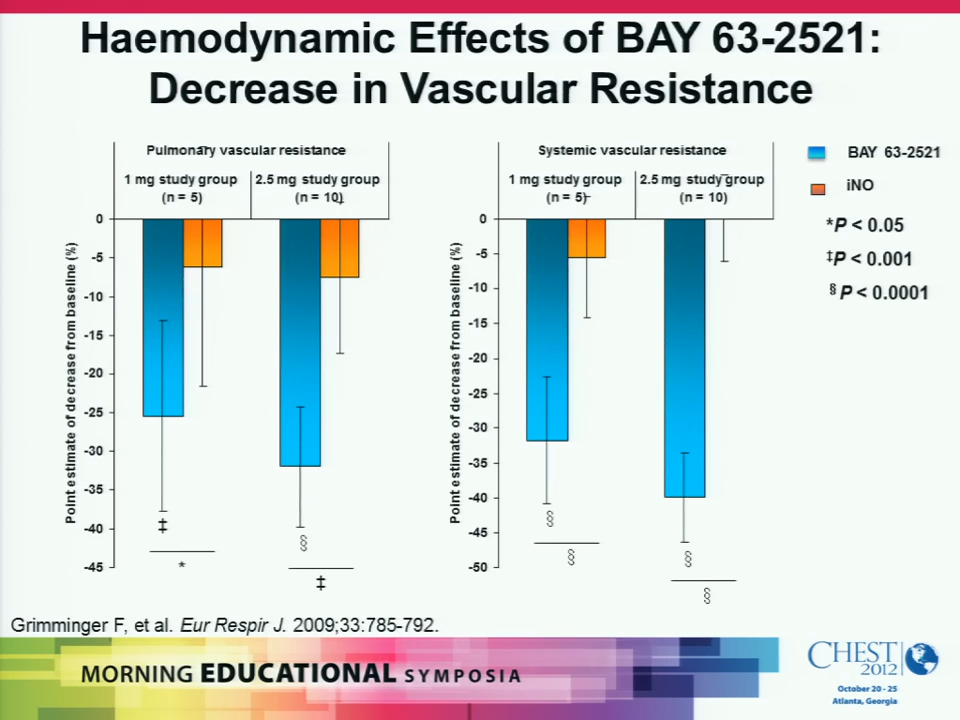 Haemodynamic Effects of BAY 63-2521:
Decrease in Vascular Resistance
Pulmonary vascular resistance
1 mg study group
(n = 5)
2.5 mg study group
(n = 10)
Point estimate of decrease from baseline (%)
0
-5
-10
-15
-20
-25
-30
-35
-40
-45
‡
*
§
‡
Systemic vascular resistance
1 mg study group
(n = 5)
2.5 mg study group
(n = 10)
Point estimate of decrease from baseline (%)
0
-5
-10
-15
-20
-25
-30
-35
-40
-45
-50
§
§
§
§
BAY 63-2521
iNO
*P < 0.05
‡P < 0.001
§ P < 0.0001
Grimminger F, et al. Eur Respir J. 2009;33:785-792.
MORNING EDUCATIONAL SYMPOSIA
CHEST
2012
October 20 - 25
Atlanta, Georgia